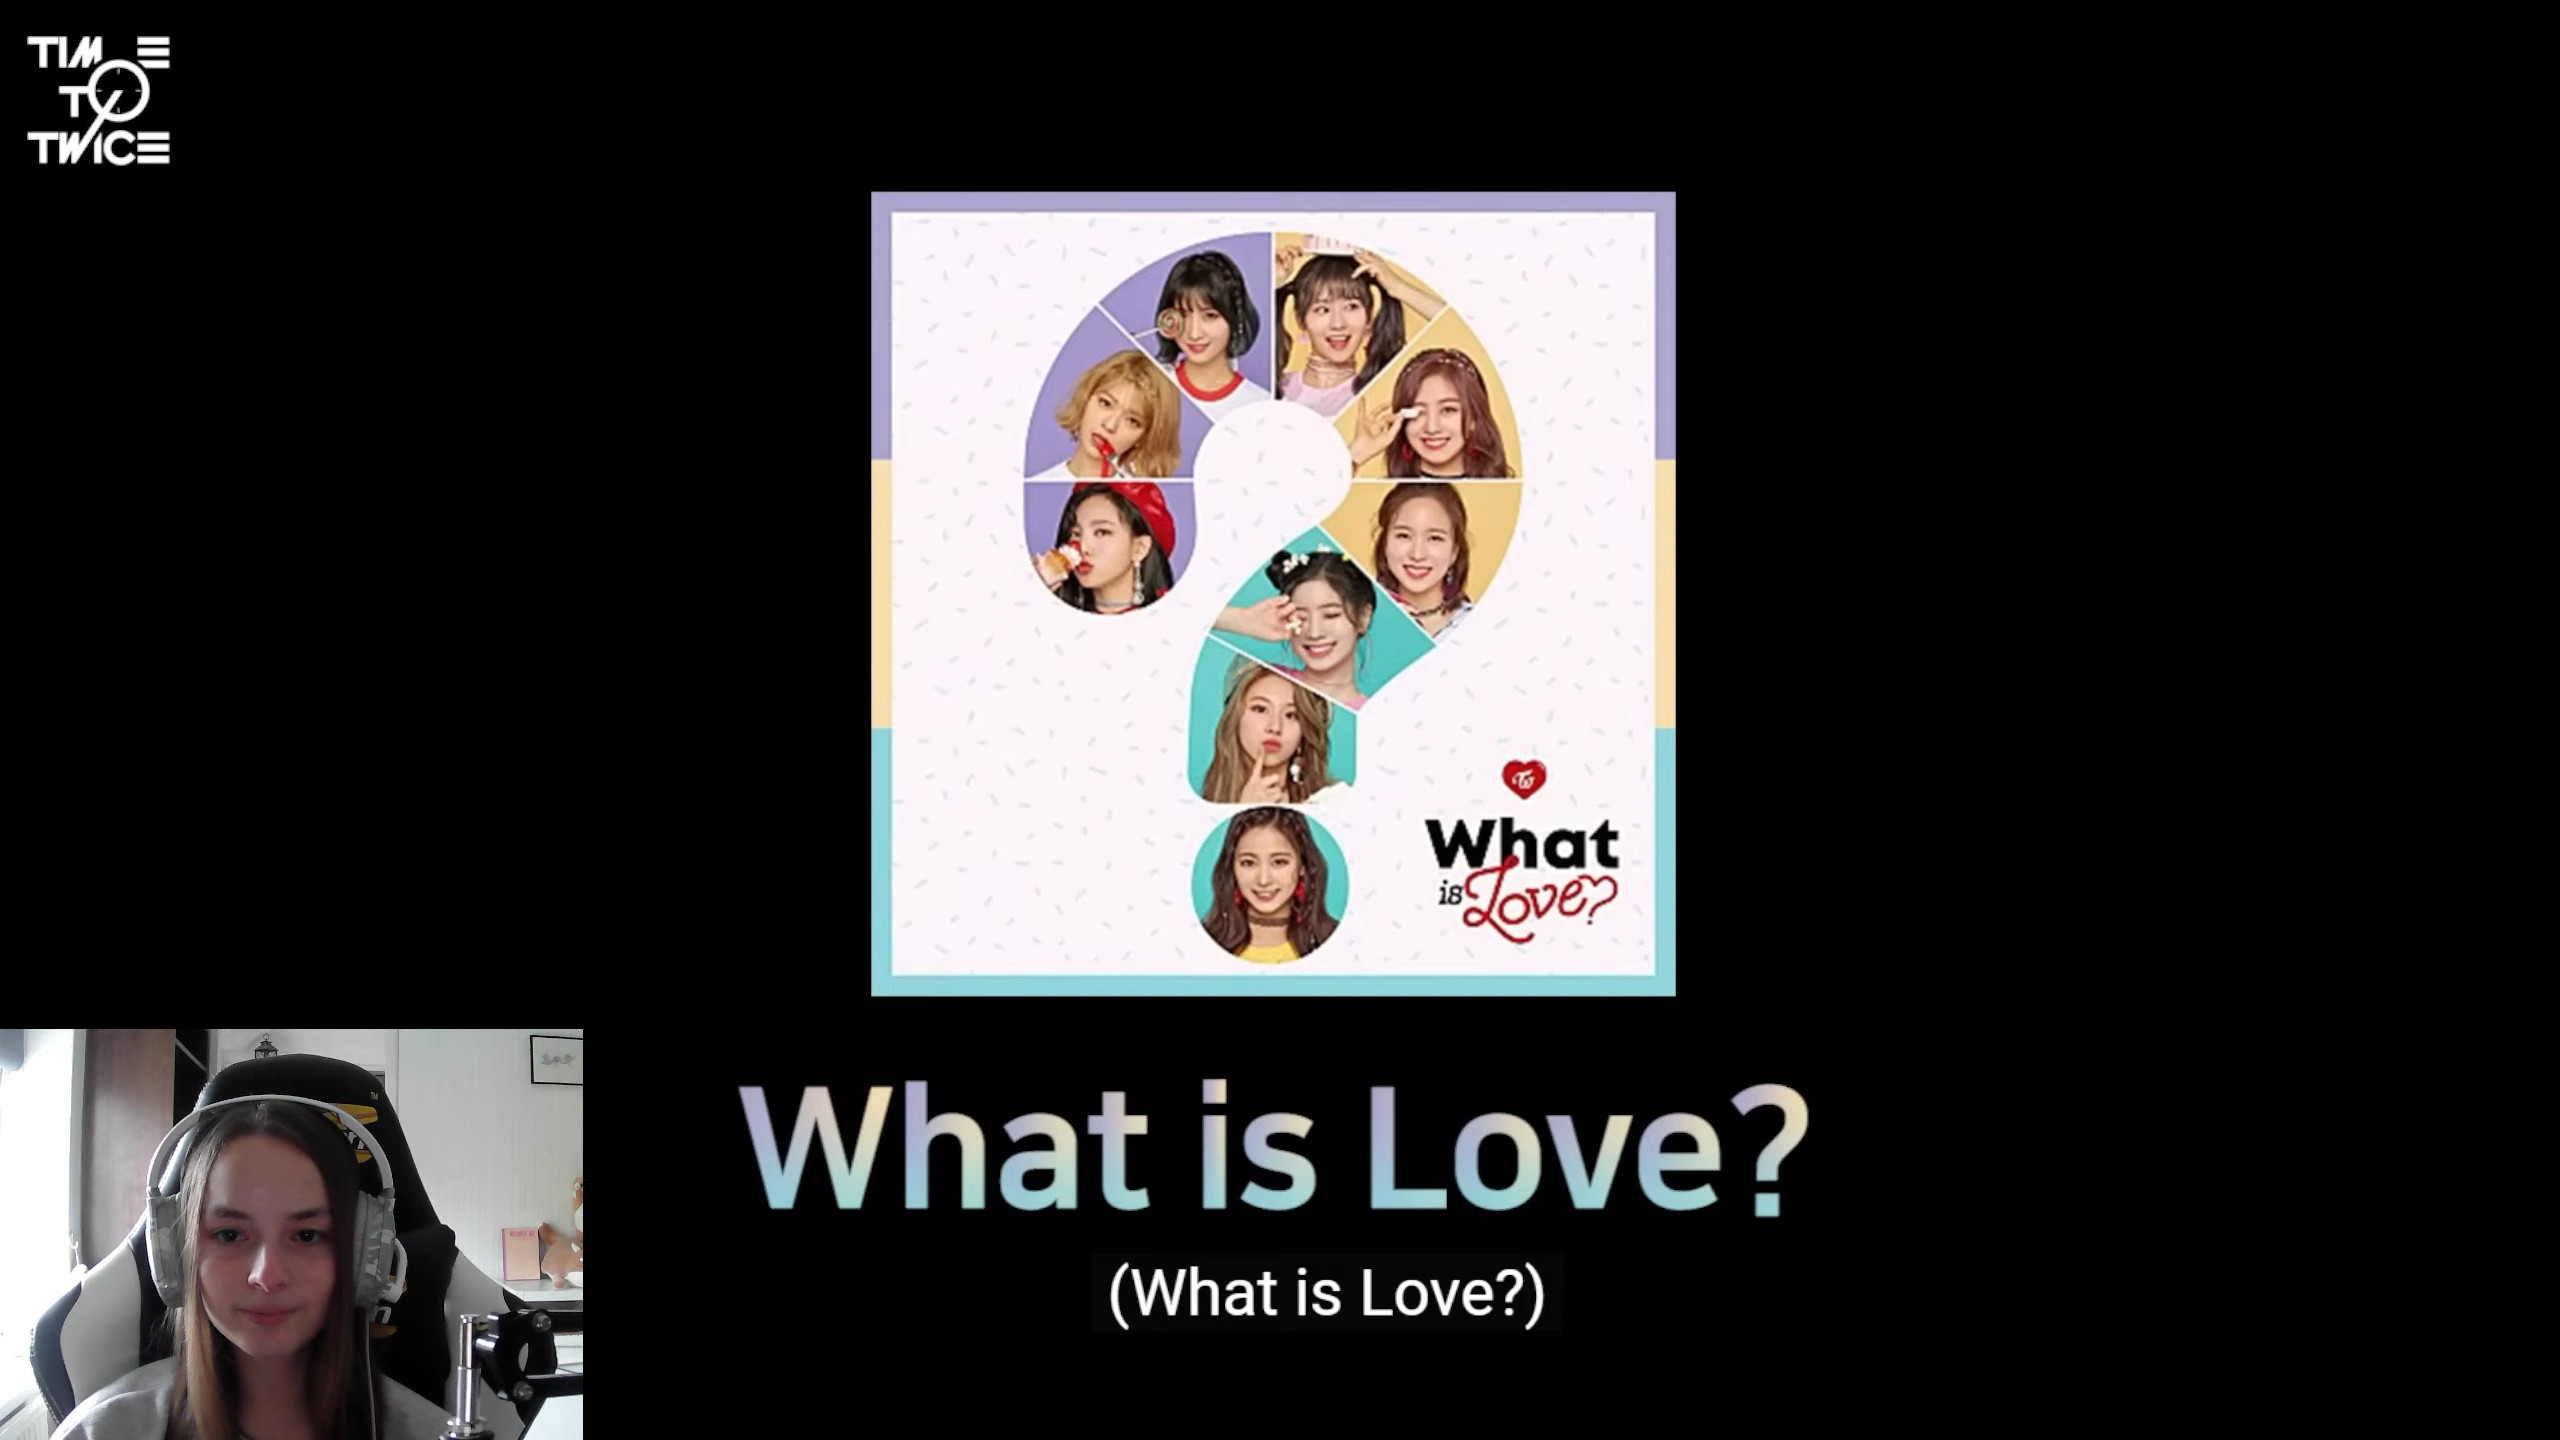 TIME
TO
TWICE
What
is Love?
What is Love?
(What is Love?)